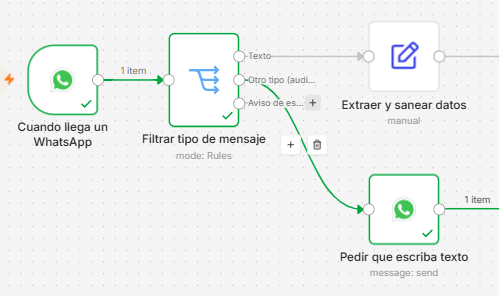 Texto
1 item
Otro tipo (audi...
Aviso de es...
Cuando llega un
WhatsApp
Filtrar tipo de mensaje
mode: Rules
Extraer y sanear datos
manual
1 item
Pedir que escriba texto
message: send